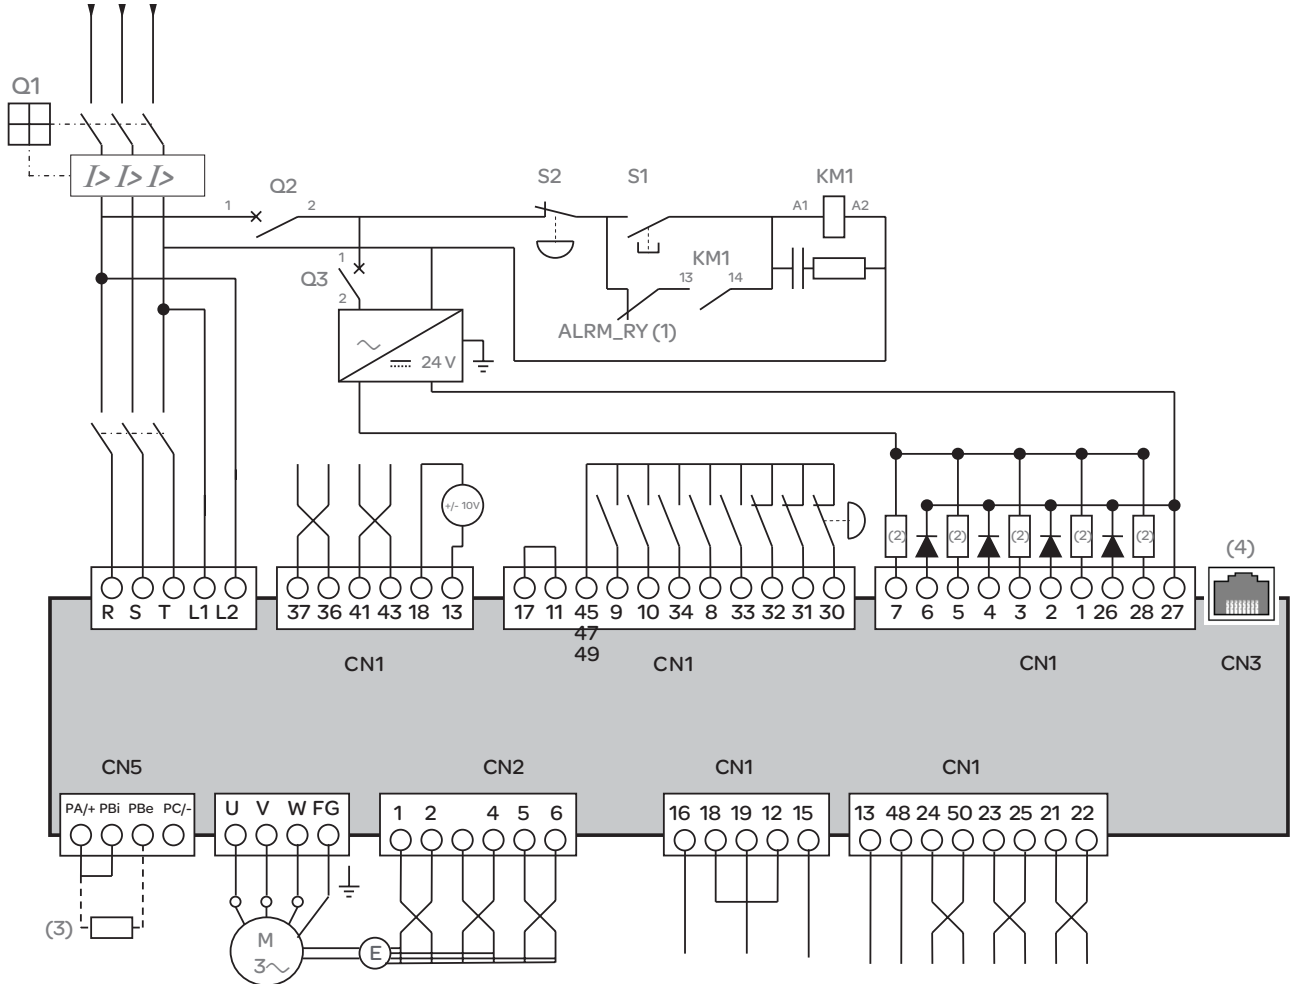 Q1
I> I> I>
1 Q2 2
S2
S1
KM1
A1 A2
1
Q3
2
KM1
13 14
ALRM_RY (1)
24 V
+/- 10V
(2) (2) (2) (2) (2)
(4)
R S T L1 L2
37 36 41 43 18 13
17 11 45 9 10 34 8 33 32 31 30
47
49
7 6 5 4 3 2 1 26 28 27
CN1
CN1
CN1
CN3
CN5
CN2
CN1
CN1
PA/+ PBi PBe PC/-
U V W FG
1 2 4 5 6
16 18 19 12 15
13 48 24 50 23 25 21 22
(3)
M
3~
E